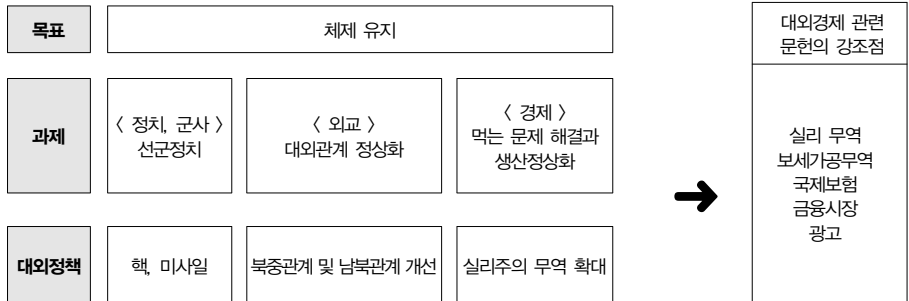 목표
체제 유지
대외경제 관련
문헌의 강조점
과제
< 정치, 군사 >
선군정치
< 외교 >
대외관계 정상화
< 경제 >
먹는 문제 해결과
생산정상화
실리 무역
보세가공무역
국제보험
금융시장
광고
대외정책
핵, 미사일
북중관계 및 남북관계 개선
실리주의 무역 확대